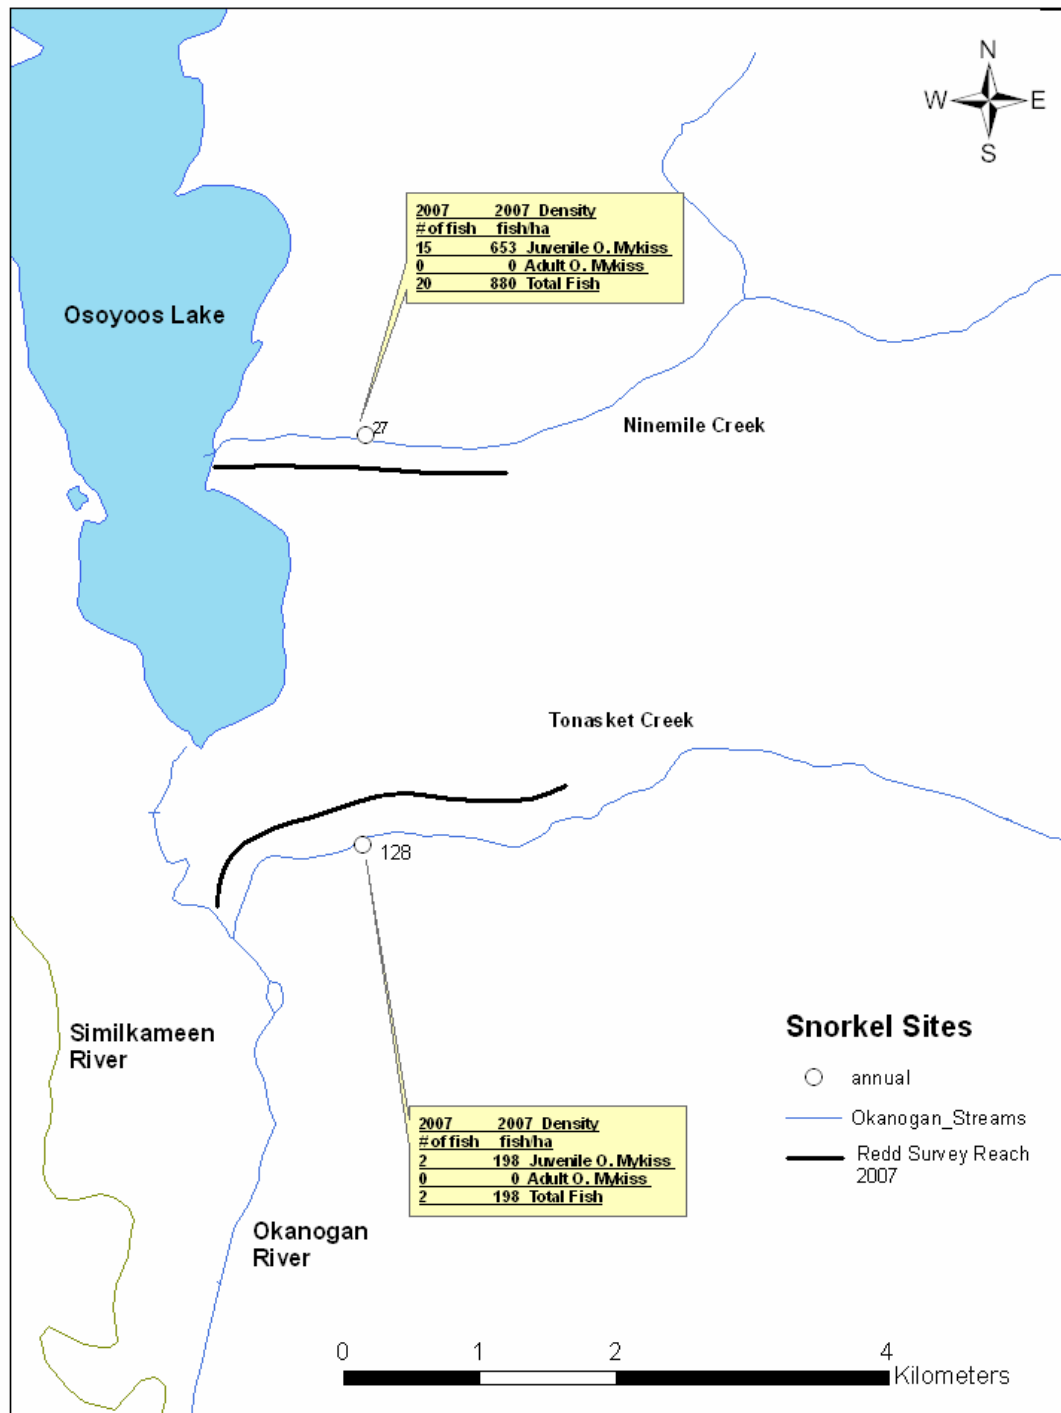 N
W E
S
2007 2007 Density
# of fish fish/ha
15 653 Juvenile O. Mykiss
0 0 Adult O. Mykiss
20 880 Total Fish
Osoyoos Lake
27
Ninemile Creek
Tonasket Creek
128
Similkameen
River
Snorkel Sites
annual
Okanogan_Streams
Redd Survey Reach
2007
2007 2007 Density
# of fish fish/ha
2 198 Juvenile O. Mykiss
0 0 Adult O. Mykiss
2 198 Total Fish
Okanogan
River
0 1 2 4
Kilometers